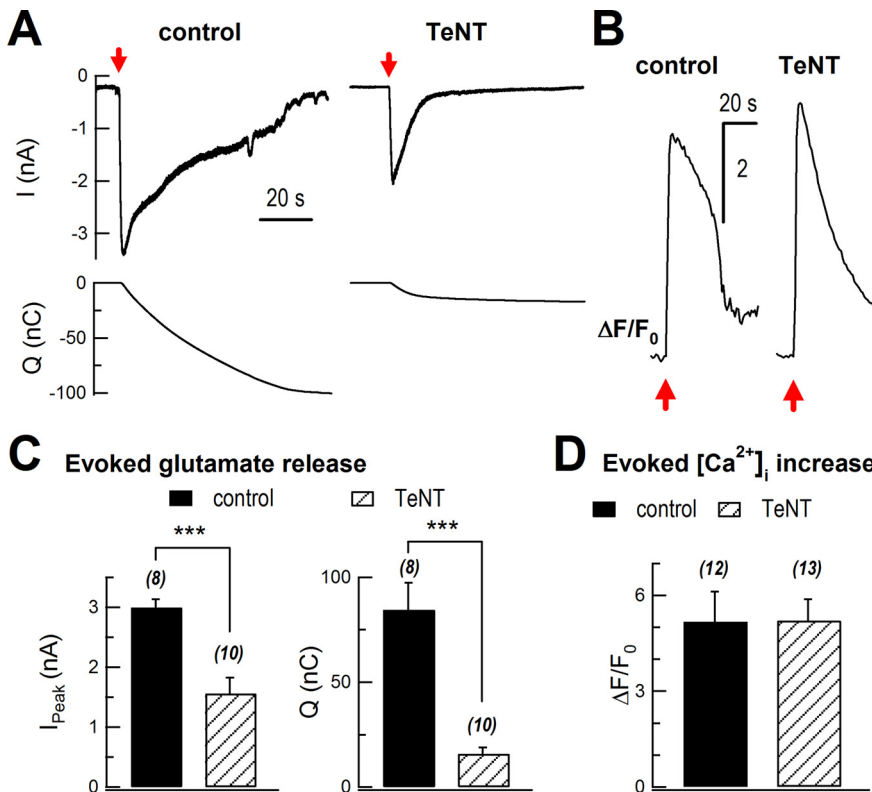 A
control
TeNT
0
-1
-2
-3
I (nA)
20 s
0
-50
-100
Q (nC)
B
control
TeNT
20 s
2
ΔF/F₀
C Evoked glutamate release
control
TeNT
***
(8)
(10)
3
2
1
0
I_Peak (nA)
***
(8)
(10)
100
50
0
Q (nC)
D Evoked [Ca²⁺]ᵢ increase
control
TeNT
(12)
(13)
6
3
0
ΔF/F₀